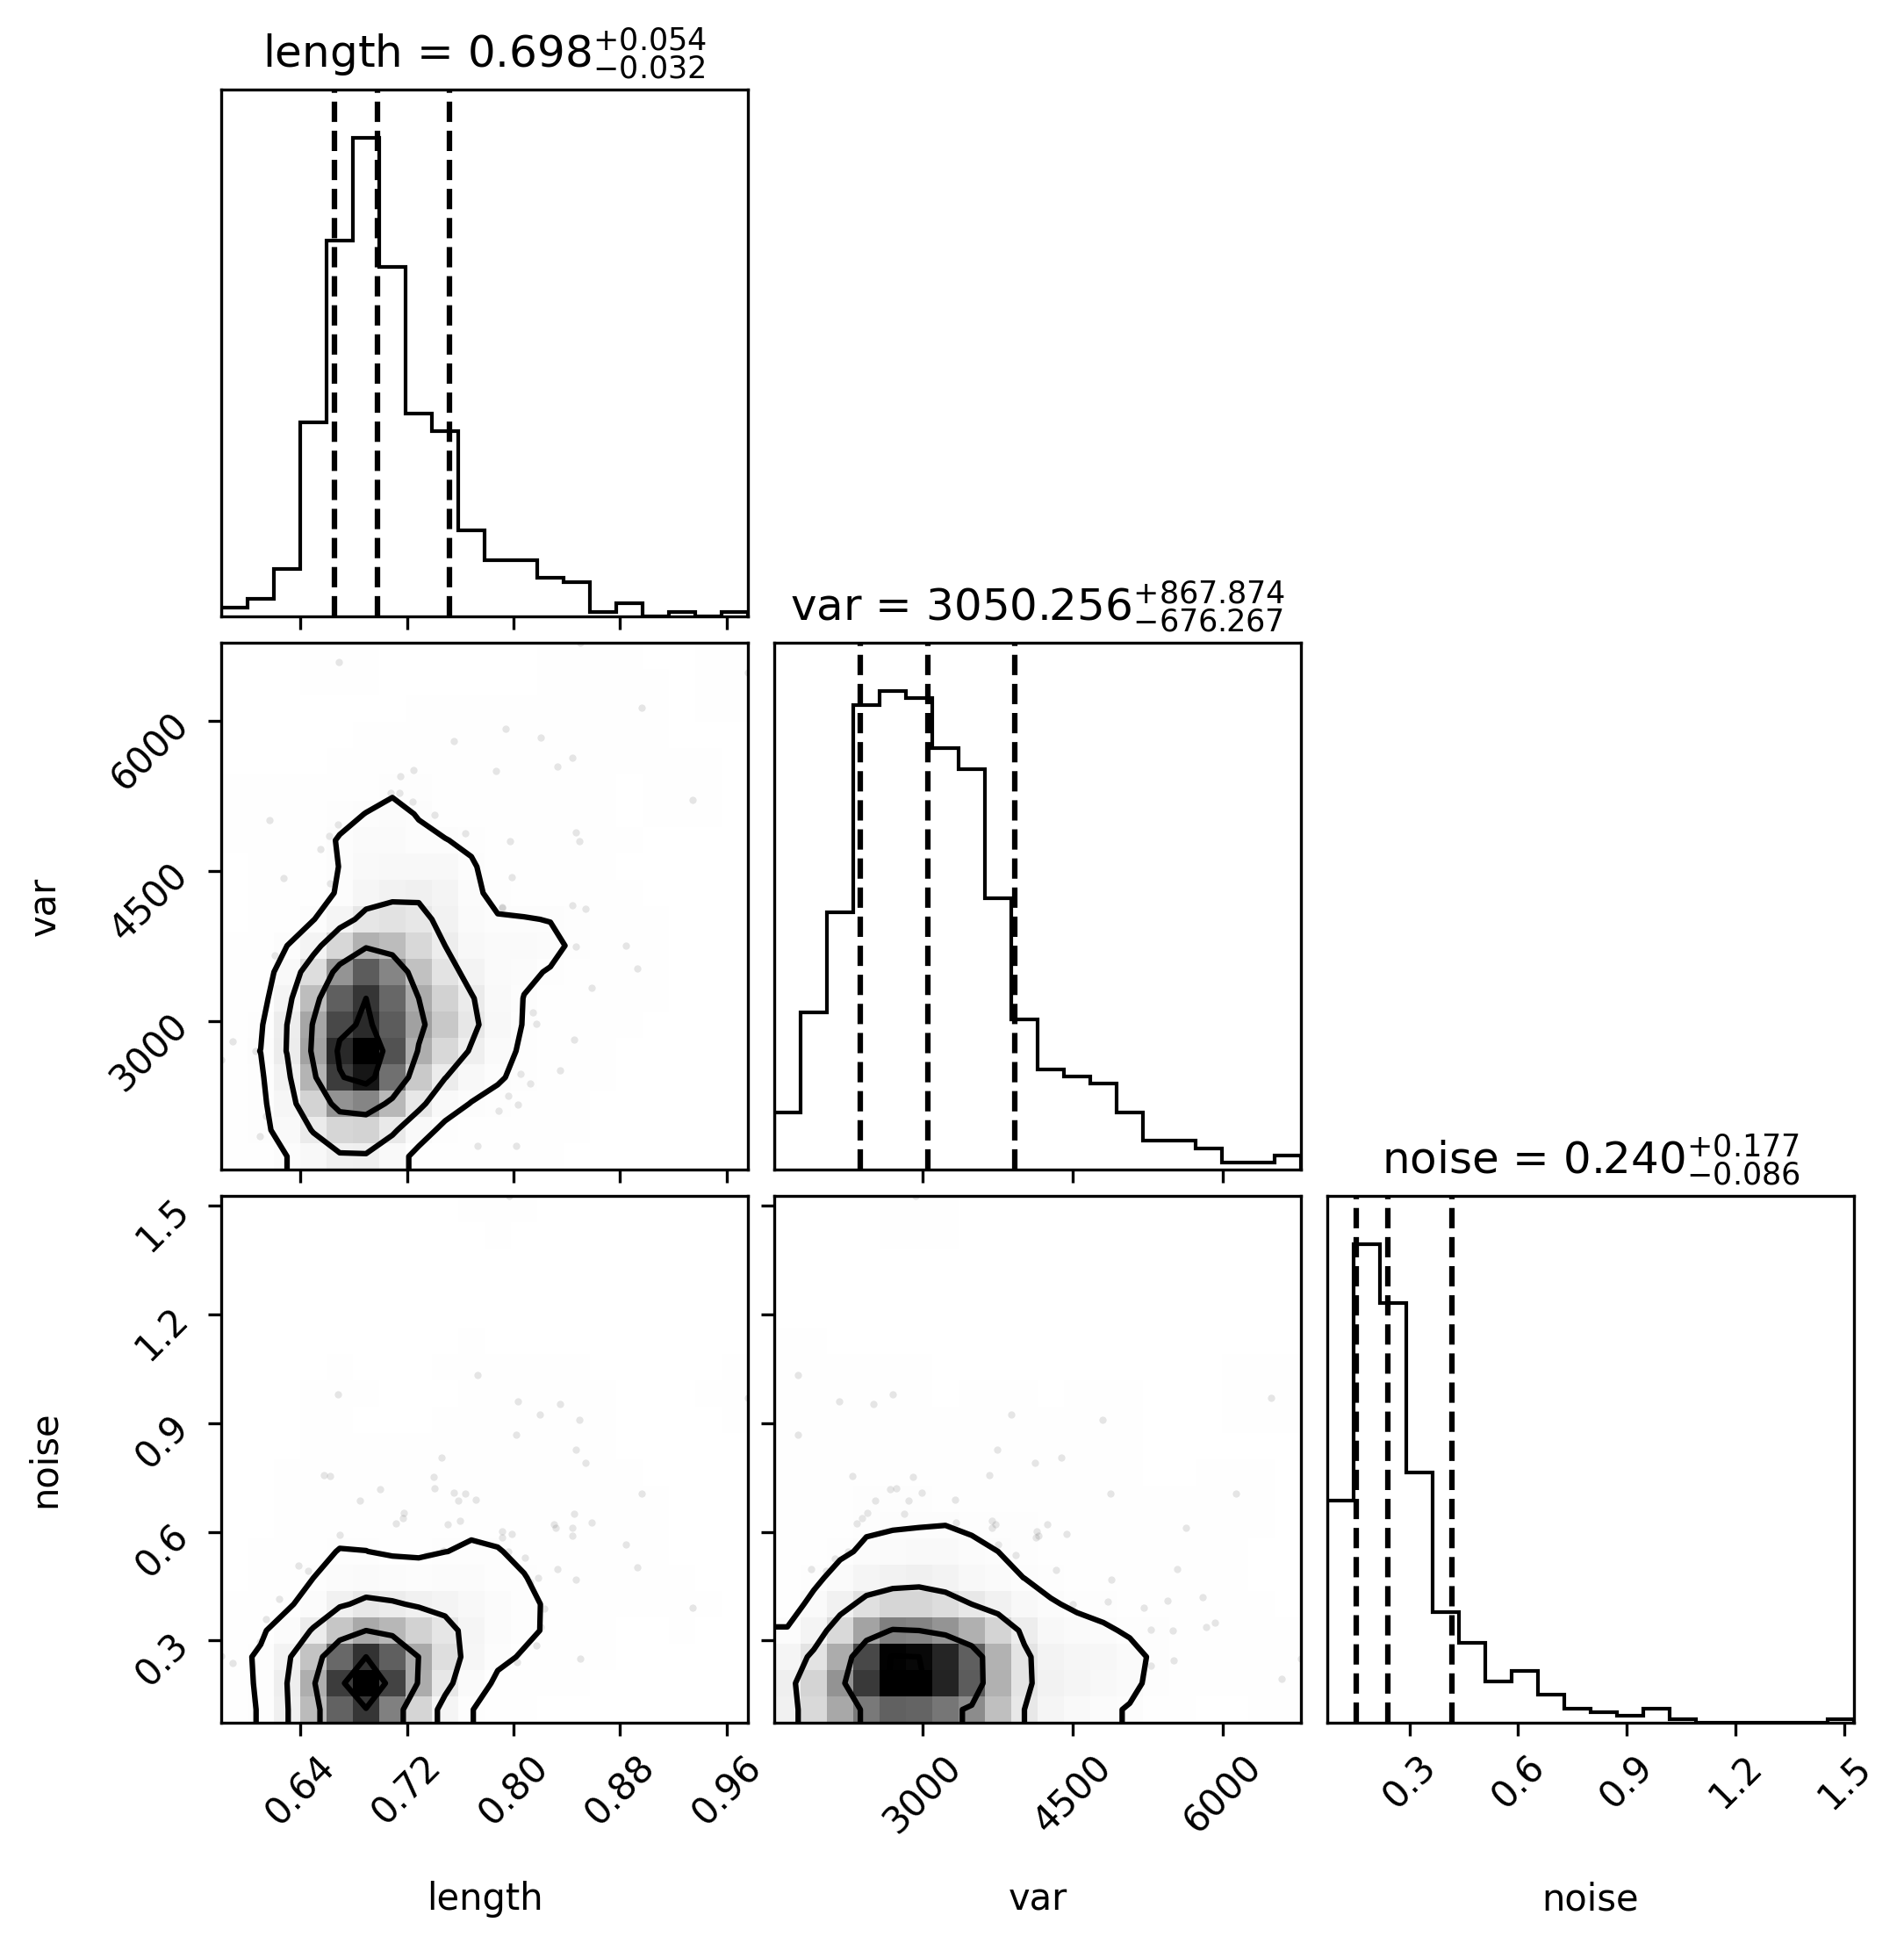 length = 0.698+0.054 −0.032
var = 3050.256+867.874 −676.267
6000
4500
3000
var
noise = 0.240+0.177 −0.086
1.5
1.2
0.9
0.6
0.3
noise
0.64 0.72 0.80 0.88 0.96 3000 4500 6000 0.3 0.6 0.9 1.2 1.5
length var noise